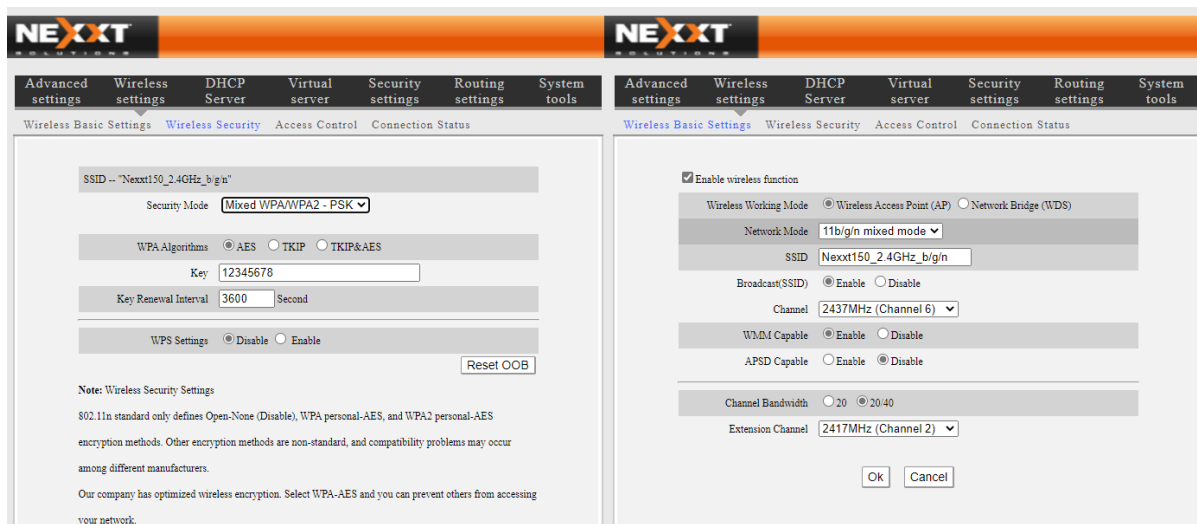 NEXXT
SOLUTIONS
Advanced settings Wireless settings DHCP Server Virtual server Security settings Routing settings System tools
Wireless Basic Settings Wireless Security Access Control Connection Status
SSID -- "Nexxt150_2.4GHz_b/g/n"
Security Mode Mixed WPA/WPA2 - PSK
WPA Algorithms AES TKIP TKIP&AES
Key 12345678
Key Renewal Interval 3600 Second
WPS Settings Disable Enable
Reset OOB
Note: Wireless Security Settings
802.11n standard only defines Open-None (Disable), WPA personal-AES, and WPA2 personal-AES
encryption methods. Other encryption methods are non-standard, and compatibility problems may occur
among different manufacturers.
Our company has optimized wireless encryption. Select WPA-AES and you can prevent others from accessing
your network.
NEXXT
SOLUTIONS
Advanced settings Wireless settings DHCP Server Virtual server Security settings Routing settings System tools
Wireless Basic Settings Wireless Security Access Control Connection Status
Enable wireless function
Wireless Working Mode Wireless Access Point (AP) Network Bridge (WDS)
Network Mode 11b/g/n mixed mode
SSID Nexxt150_2.4GHz_b/g/n
Broadcast(SSID) Enable Disable
Channel 2437MHz (Channel 6)
WMM Capable Enable Disable
APSD Capable Enable Disable
Channel Bandwidth 20 20/40
Extension Channel 2417MHz (Channel 2)
Ok Cancel